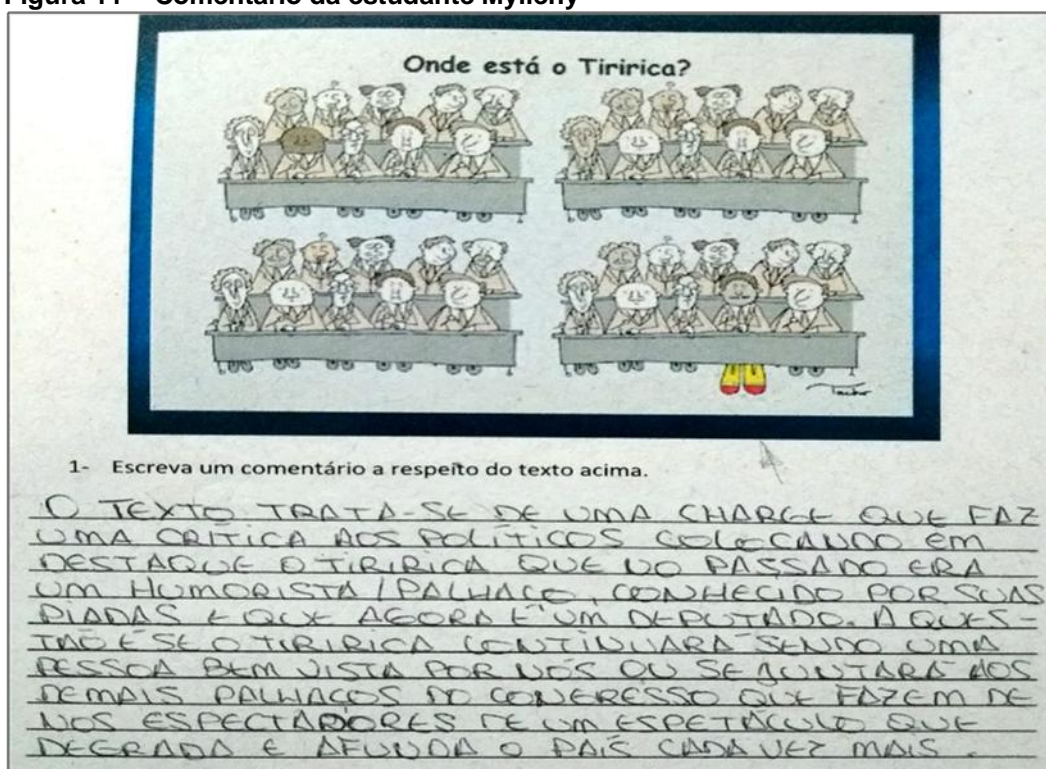 Figura 11 – Comentário da estudante Mylleny
Onde está o Tiririca?
Tacho
1- Escreva um comentário a respeito do texto acima.
O TEXTO TRATA-SE DE UMA CHARGE QUE FAZ
UMA CRITICA AOS POLÍTICOS COLOCANDO EM
DESTAQUE O TIRIRICA QUE NO PASSADO ERA
UM HUMORISTA / PALHAÇO, CONHECIDO POR SUAS
PIADAS E QUE AGORA É UM DEPUTADO. A QUES-
TÃO É SE O TIRIRICA CONTINUARÁ SENDO UMA
PESSOA BEM VISTA POR NÓS OU SE JUNTARÁ AOS
DEMAIS PALHAÇOS DO CONGRESSO QUE FAZEM DE
NOS ESPECTADORES DE UM ESPETÁCULO QUE
DEGRADA E AFUNDA O PAÍS CADA VEZ MAIS.